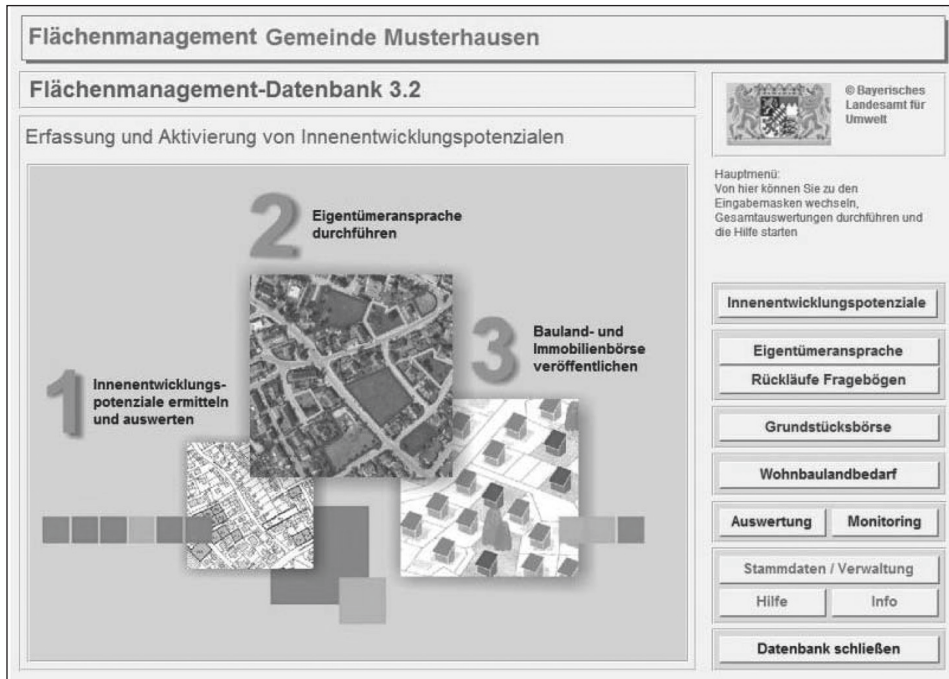 Flächenmanagement Gemeinde Musterhausen
Flächenmanagement-Datenbank 3.2
Erfassung und Aktivierung von Innenentwicklungspotenzialen
1
Innenentwicklungs-
potenziale ermitteln
und auswerten
2
Eigentümeransprache
durchführen
3
Bauland- und
Immobilienbörse
veröffentlichen
© Bayerisches
Landesamt für
Umwelt
Hauptmenü:
Von hier können Sie zu den
Eingabemasken wechseln,
Gesamtauswertungen durchführen und
die Hilfe starten
Innenentwicklungspotenziale
Eigentümeransprache
Rückläufe Fragebögen
Grundstücksbörse
Wohnbaulandbedarf
Auswertung Monitoring
Stammdaten / Verwaltung
Hilfe Info
Datenbank schließen